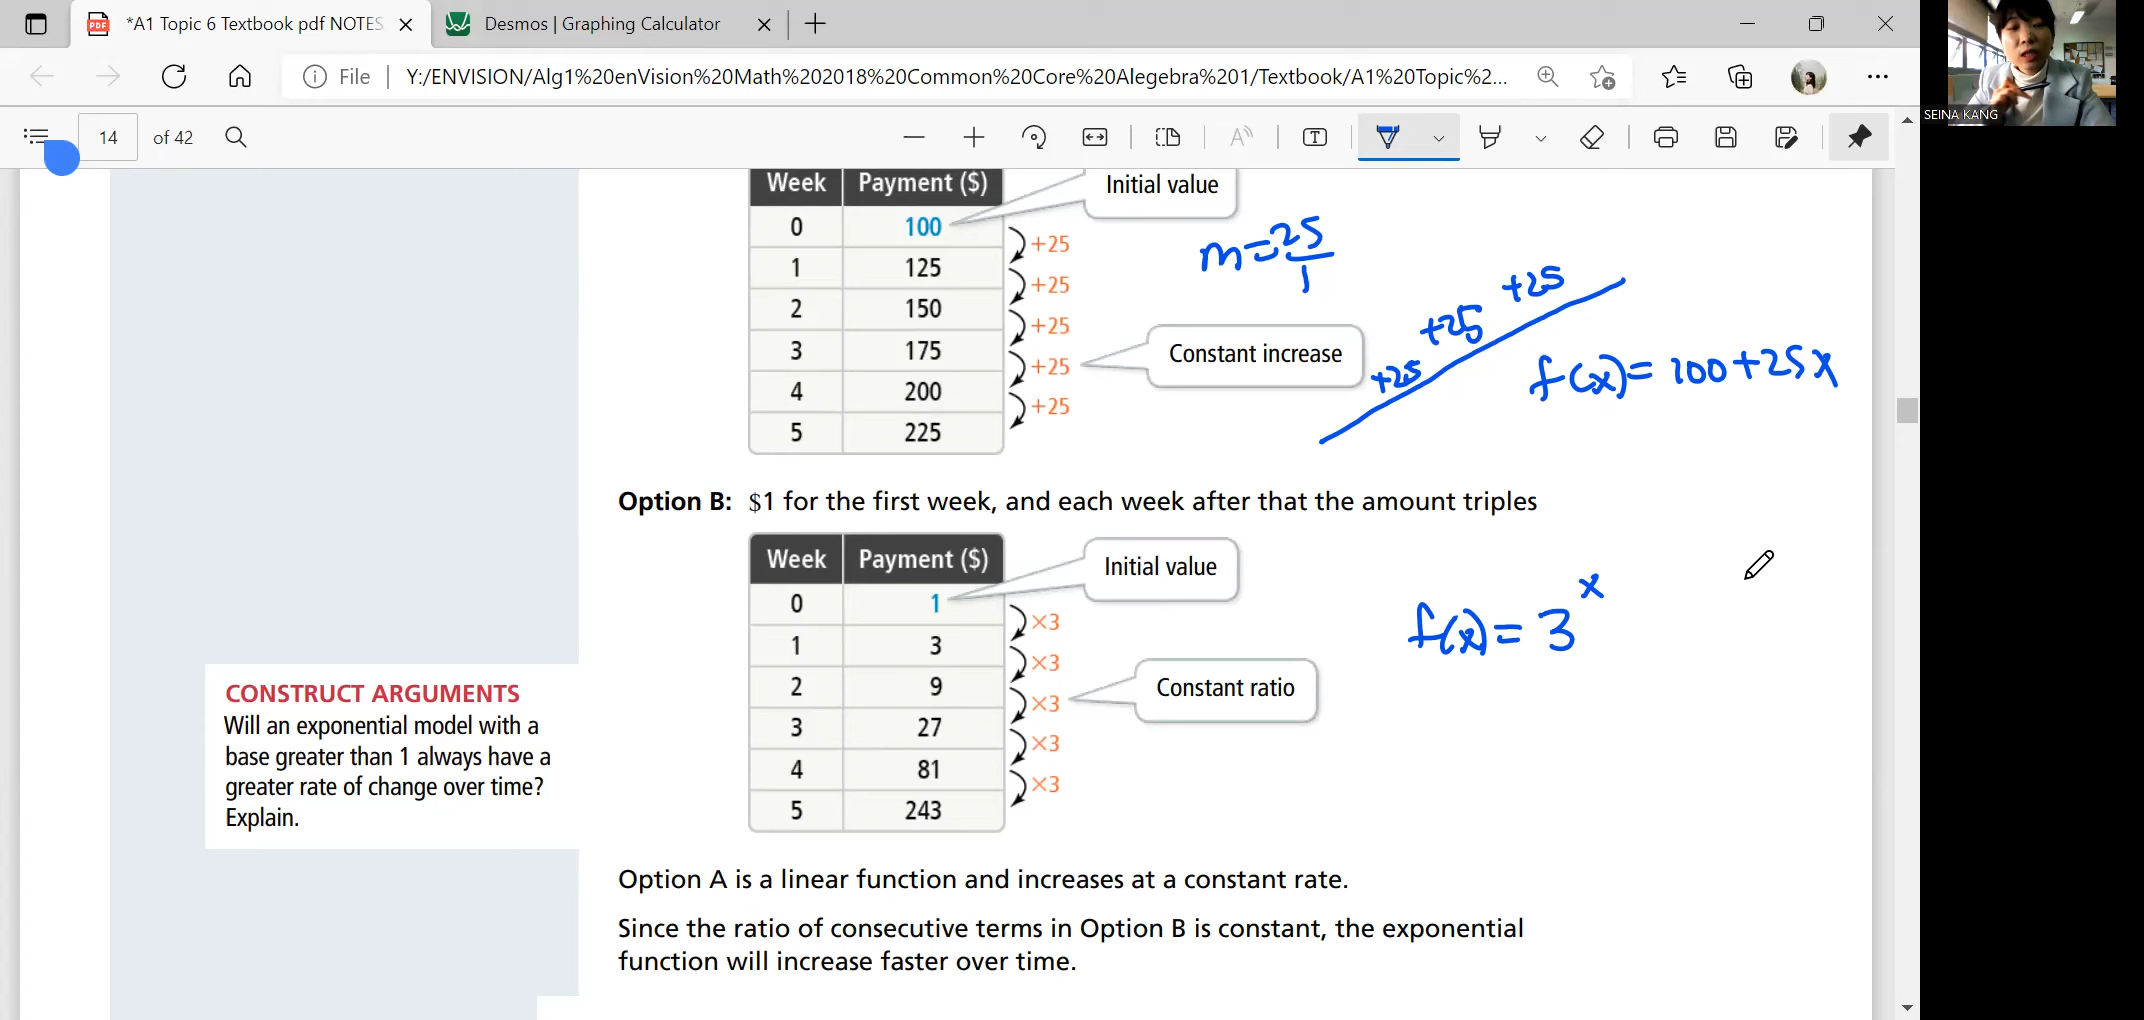 *A1 Topic 6 Textbook pdf NOTES
Desmos | Graphing Calculator
File
Y:/ENVISION/Alg1%20enVision%20Math%202018%20Common%20Core%20Alegebra%201/Textbook/A1%20Topic%2...
SEINA KANG
14 of 42
Week Payment ($)
Initial value
0 100
1 125
2 150
3 175
4 200
5 225
+25
+25
+25
+25
+25
Constant increase
m=25/1
+25 +25 +25
f(x)=100+25x
Option B: $1 for the first week, and each week after that the amount triples
Week Payment ($)
Initial value
0 1
1 3
2 9
3 27
4 81
5 243
×3
×3
×3
×3
×3
Constant ratio
f(x)=3^x
CONSTRUCT ARGUMENTS
Will an exponential model with a
base greater than 1 always have a
greater rate of change over time?
Explain.
Option A is a linear function and increases at a constant rate.
Since the ratio of consecutive terms in Option B is constant, the exponential
function will increase faster over time.